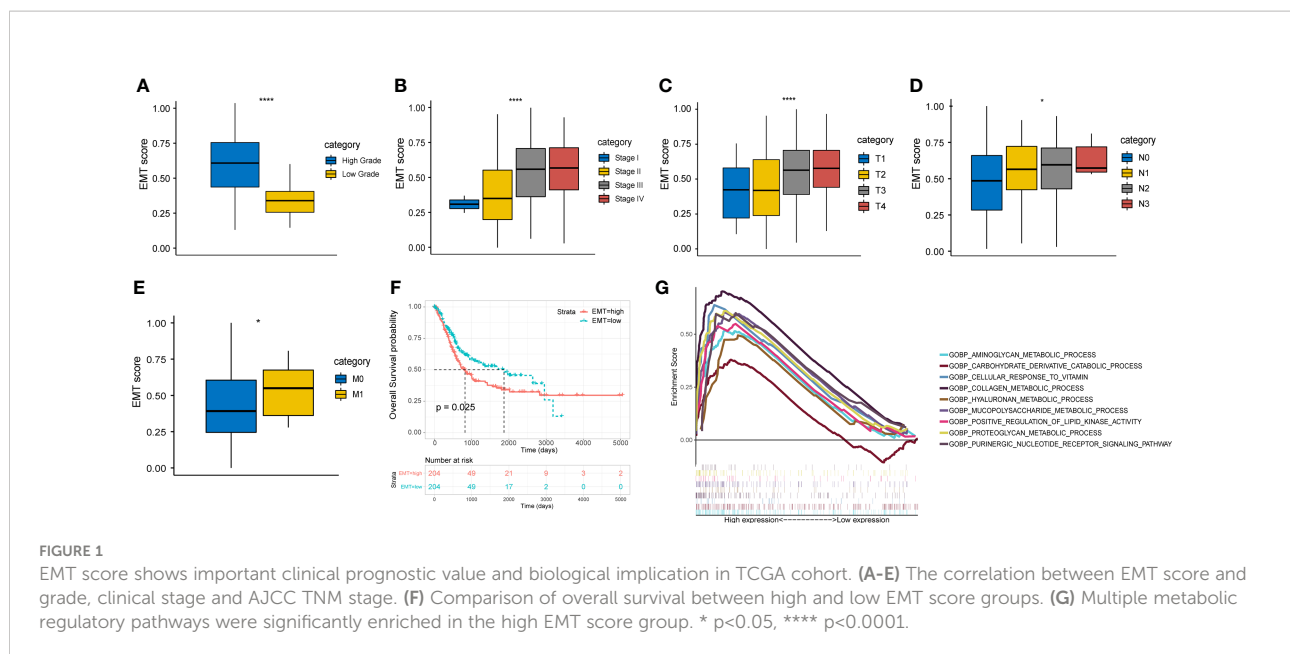 A
****
EMT score
1.00
0.75
0.50
0.25
0.00
category
High Grade
Low Grade
B
****
EMT score
1.00
0.75
0.50
0.25
0.00
category
Stage I
Stage II
Stage III
Stage IV
C
****
EMT score
1.00
0.75
0.50
0.25
0.00
category
T1
T2
T3
T4
D
*
EMT score
1.00
0.75
0.50
0.25
0.00
category
N0
N1
N2
N3
E
*
EMT score
1.00
0.75
0.50
0.25
0.00
category
M0
M1
F
Strata
EMT=high
EMT=low
Overall Survival probability
1.00
0.75
0.50
0.25
0.00
p = 0.025
0 1000 2000 3000 4000 5000
Time (days)
Number at risk
Strata
EMT=high 204 49 21 9 3 2
EMT=low 204 49 17 2 0 0
0 1000 2000 3000 4000 5000
Time (days)
G
Enrichment Score
0.50
0.25
0.00
High expression<------------->Low expression
GOBP_AMINOGLYCAN_METABOLIC_PROCESS
GOBP_CARBOHYDRATE_DERIVATIVE_CATABOLIC_PROCESS
GOBP_CELLULAR_RESPONSE_TO_VITAMIN
GOBP_COLLAGEN_METABOLIC_PROCESS
GOBP_HYALURONAN_METABOLIC_PROCESS
GOBP_MUCOPOLYSACCHARIDE_METABOLIC_PROCESS
GOBP_POSITIVE_REGULATION_OF_LIPID_KINASE_ACTIVITY
GOBP_PROTEOGLYCAN_METABOLIC_PROCESS
GOBP_PURINERGIC_NUCLEOTIDE_RECEPTOR_SIGNALING_PATHWAY
FIGURE 1
EMT score shows important clinical prognostic value and biological implication in TCGA cohort. (A-E) The correlation between EMT score and
grade, clinical stage and AJCC TNM stage. (F) Comparison of overall survival between high and low EMT score groups. (G) Multiple metabolic
regulatory pathways were significantly enriched in the high EMT score group. * p<0.05, **** p<0.0001.